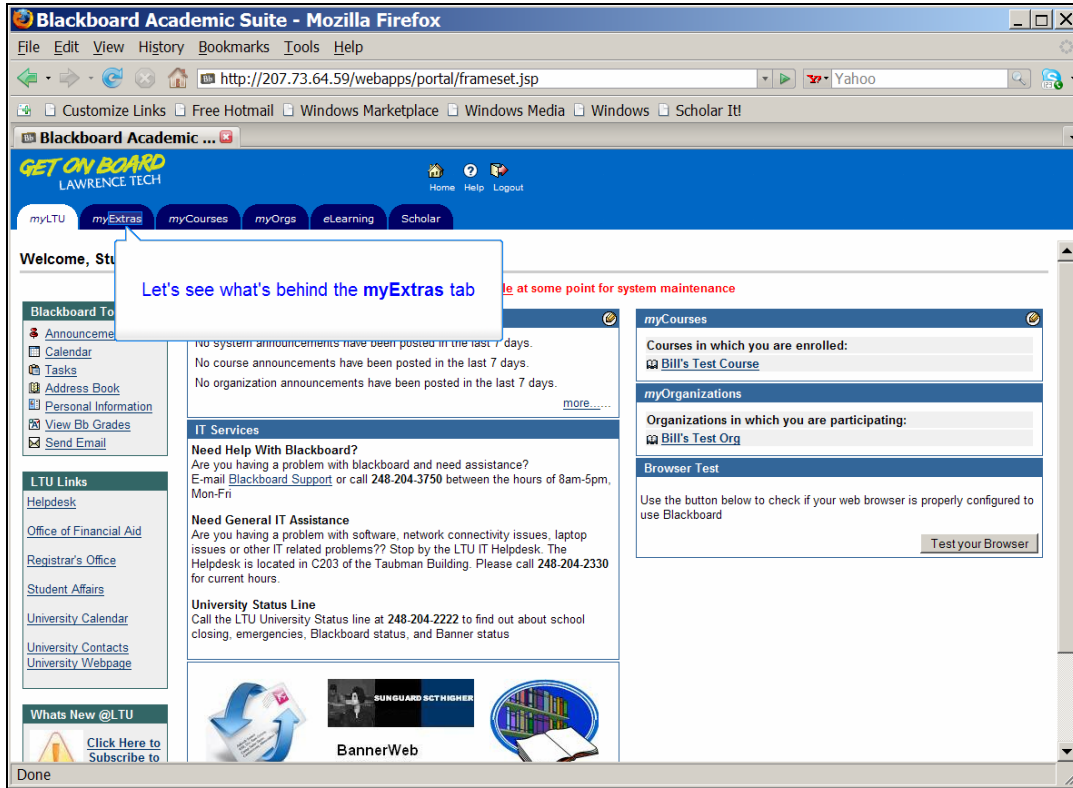 Blackboard Academic Suite - Mozilla Firefox
File Edit View History Bookmarks Tools Help
http://207.73.64.59/webapps/portal/frameset.jsp
Yahoo
Customize Links Free Hotmail Windows Marketplace Windows Media Windows Scholar It!
Blackboard Academic ...
GET ON BOARD
LAWRENCE TECH
Home Help Logout
myLTU myExtras myCourses myOrgs eLearning Scholar
Welcome,
Let's see what's behind the myExtras tab
at some point for system maintenance
Blackboard
Calendar
Tasks
Address Book
Personal Information
View Bb Grades
Send Email
LTU Links
Helpdesk
Office of Financial Aid
Registrar's Office
Student Affairs
University Calendar
University Contacts
University Webpage
Whats New @LTU
Click Here to
Subscribe to
No system announcements have been posted in the last 7 days.
No course announcements have been posted in the last 7 days.
No organization announcements have been posted in the last 7 days.
more......
IT Services
Need Help With Blackboard?
Are you having a problem with blackboard and need assistance?
E-mail Blackboard Support or call 248-204-3750 between the hours of 8am-5pm,
Mon-Fri
Need General IT Assistance
Are you having a problem with software, network connectivity issues, laptop
issues or other IT related problems?? Stop by the LTU IT Helpdesk. The
Helpdesk is located in C203 of the Taubman Building. Please call 248-204-2330
for current hours.
University Status Line
Call the LTU University Status line at 248-204-2222 to find out about school
closing, emergencies, Blackboard status, and Banner status
SUNGARD SCT HIGHER
BannerWeb
myCourses
Courses in which you are enrolled:
Bill's Test Course
myOrganizations
Organizations in which you are participating:
Bill's Test Org
Browser Test
Use the button below to check if your web browser is properly configured to
use Blackboard
Test your Browser
Done